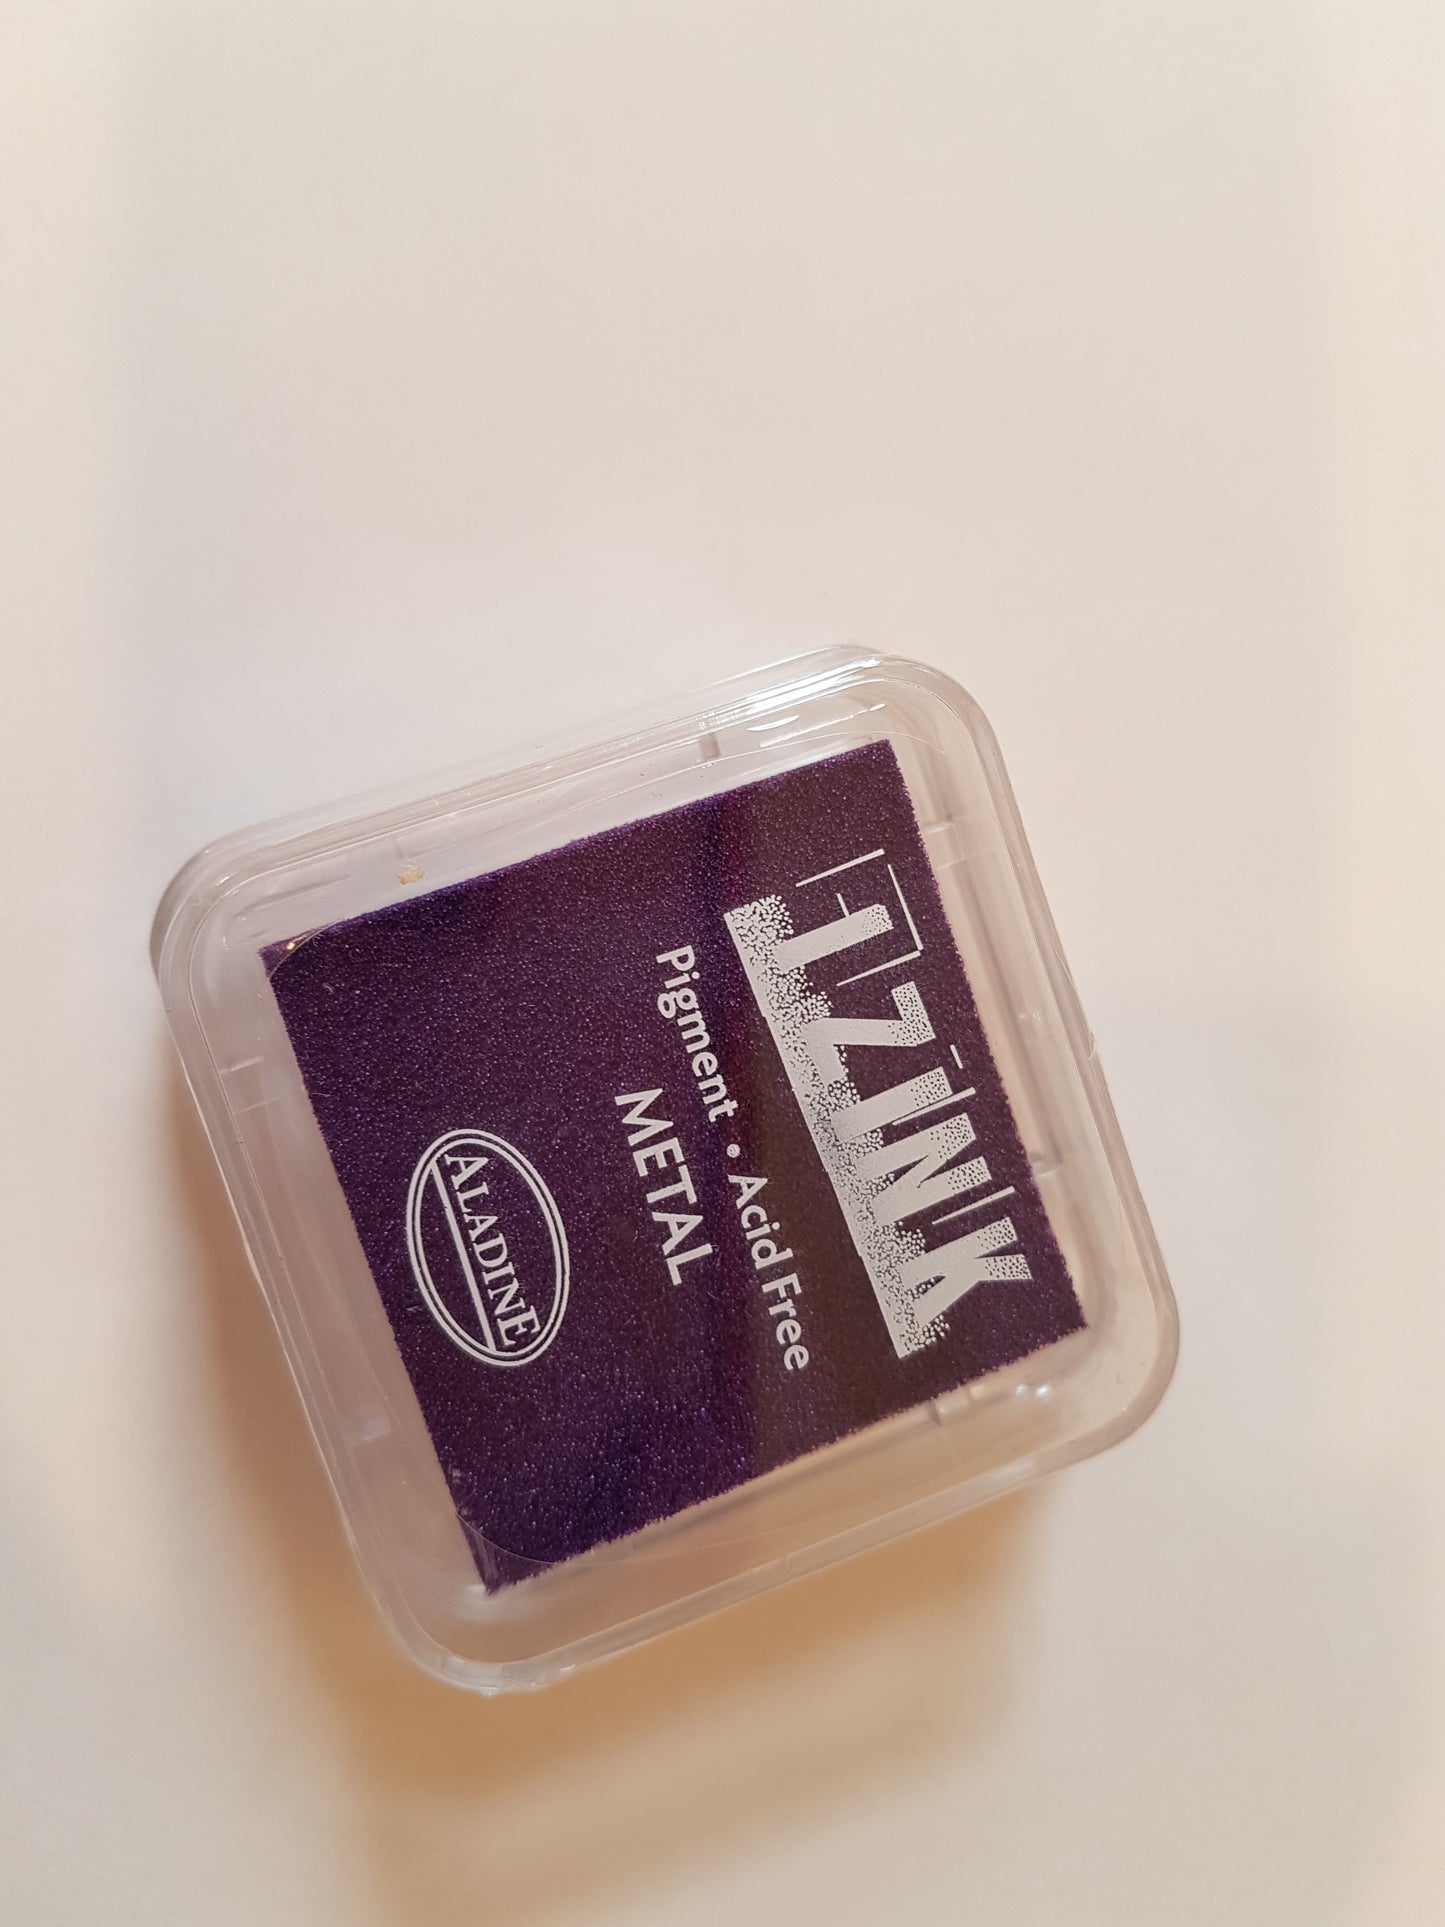 IZINK
Pigment • Acid Free
METAL
ALADINE